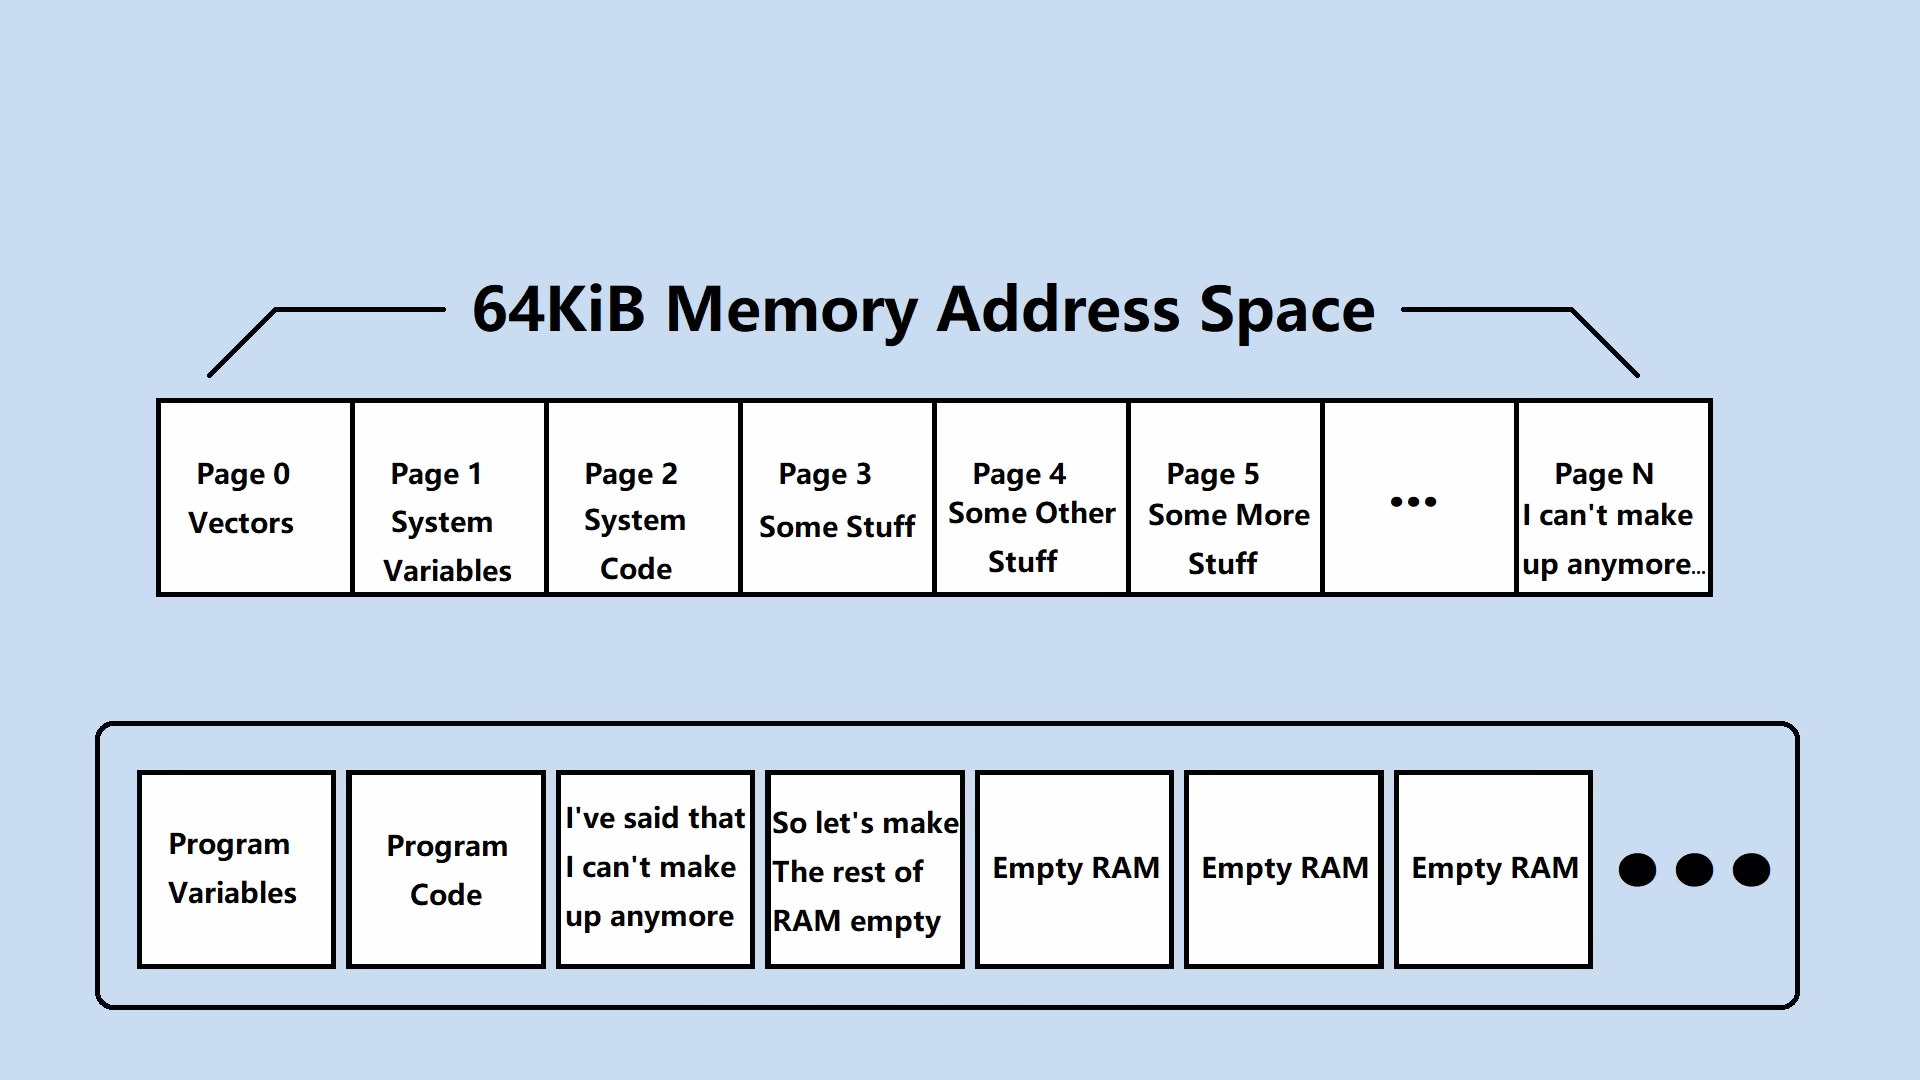 64KiB Memory Address Space
Page 0
Vectors
Page 1
System
Variables
Page 2
System
Code
Page 3
Some Stuff
Page 4
Some Other
Stuff
Page 5
Some More
Stuff
•••
Page N
I can't make
up anymore...
Program
Variables
Program
Code
I've said that
I can't make
up anymore
So let's make
The rest of
RAM empty
Empty RAM
Empty RAM
Empty RAM